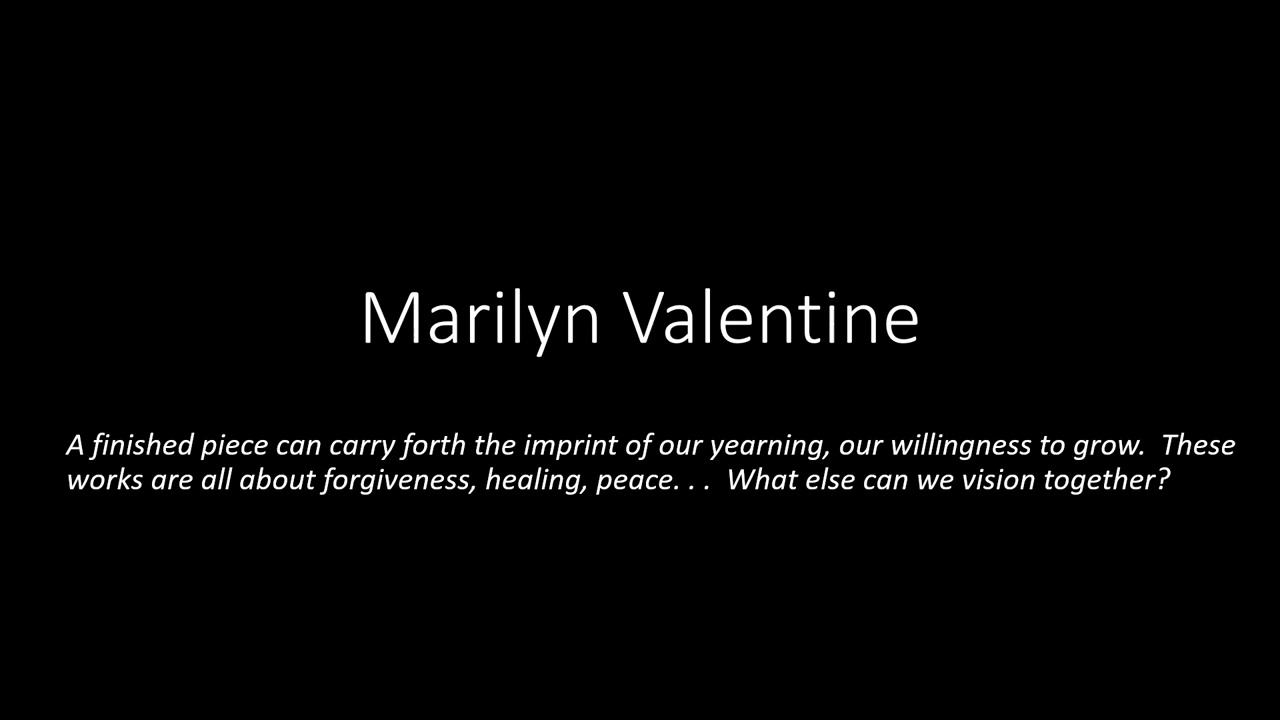 Marilyn Valentine
A finished piece can carry forth the imprint of our yearning, our willingness to grow.  These
works are all about forgiveness, healing, peace. . .  What else can we vision together?